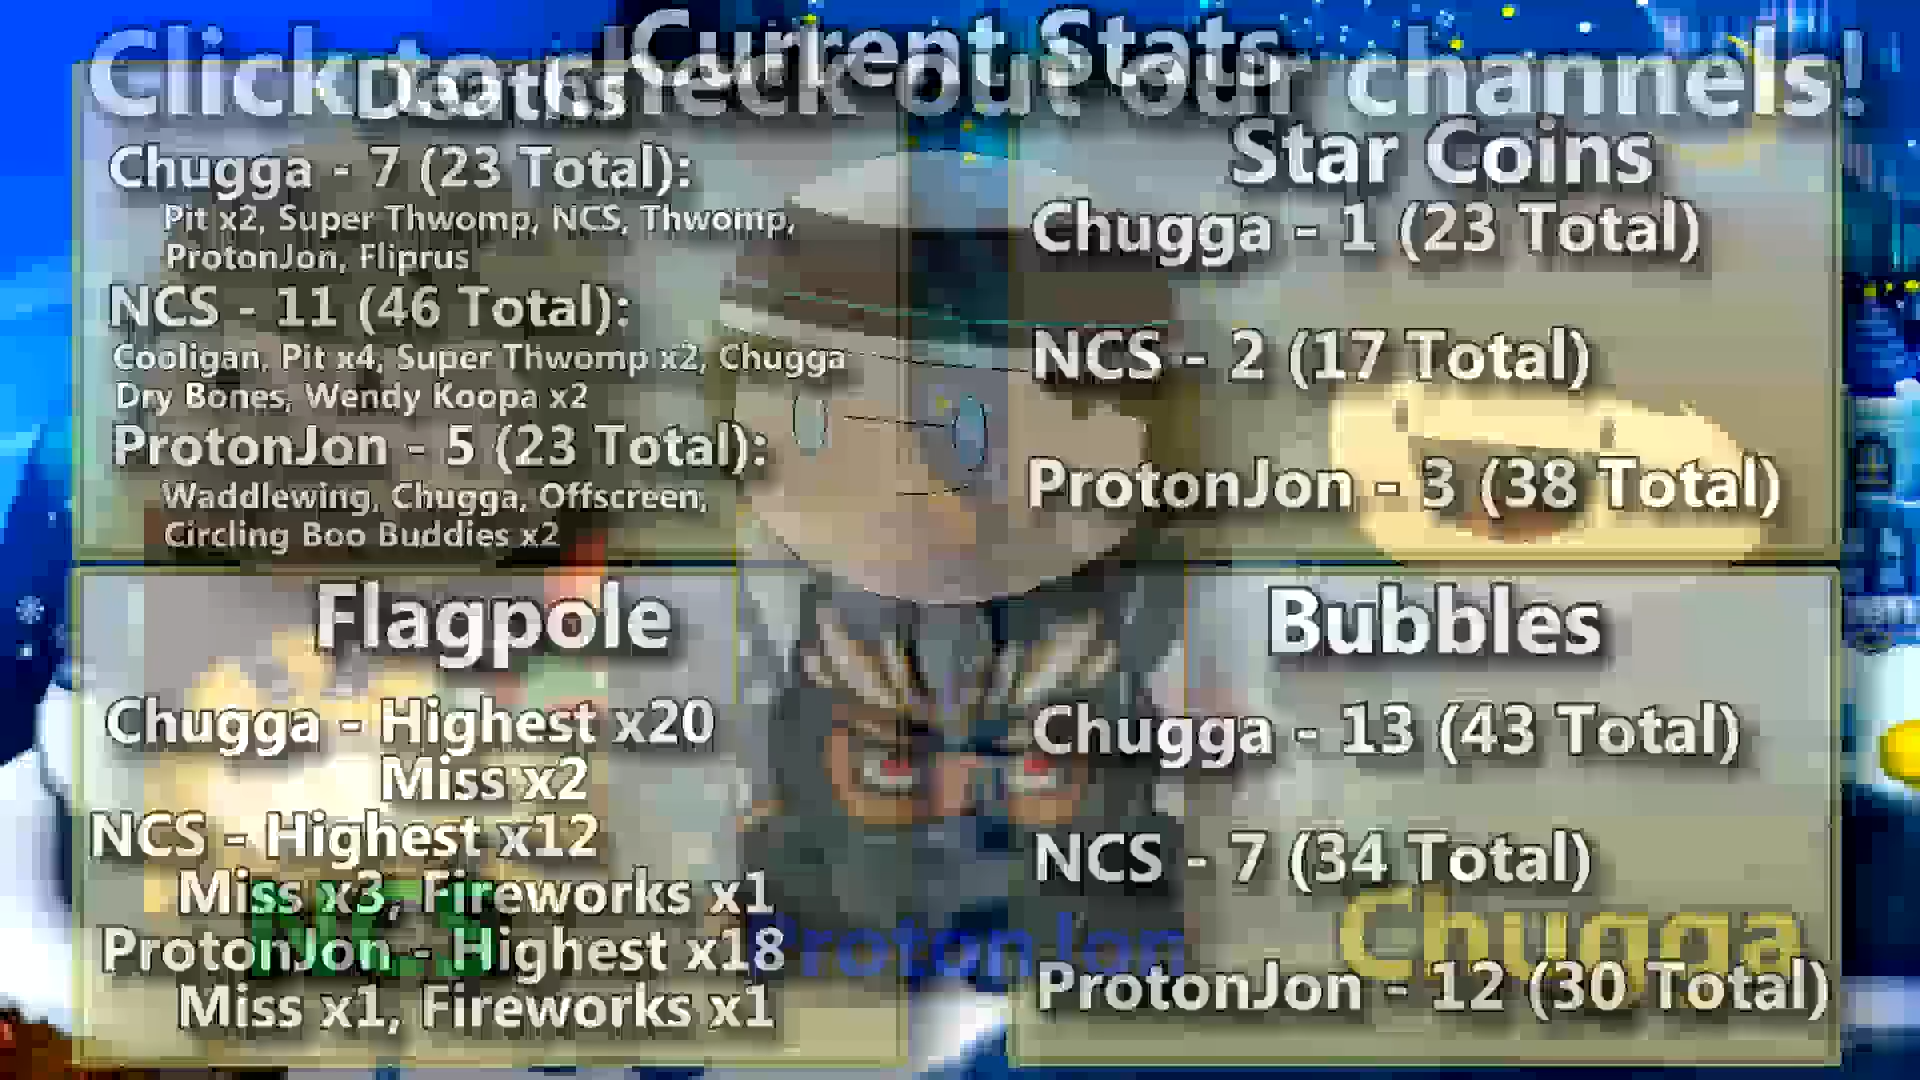 Current Stats
Click to check out our channels!
Deaths
Chugga - 7 (23 Total):
Pit x2, Super Thwomp, NCS, Thwomp,
ProtonJon, Fliprus
NCS - 11 (46 Total):
Cooligan, Pit x4, Super Thwomp x2, Chugga
Dry Bones, Wendy Koopa x2
ProtonJon - 5 (23 Total):
Waddlewing, Chugga, Offscreen,
Circling Boo Buddies x2
Star Coins
Chugga - 1 (23 Total)
NCS - 2 (17 Total)
ProtonJon - 3 (38 Total)
Flagpole
Chugga - Highest x20
Miss x2
NCS - Highest x12
Miss x3, Fireworks x1
ProtonJon - Highest x18
Miss x1, Fireworks x1
Bubbles
Chugga - 13 (43 Total)
NCS - 7 (34 Total)
ProtonJon - 12 (30 Total)
NCS
ProtonJon
Chugga